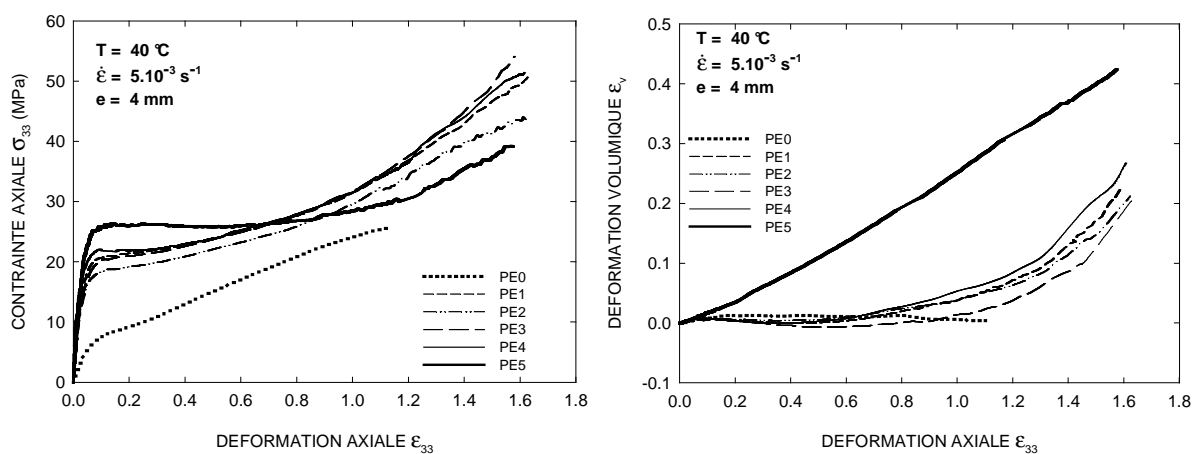 60
50
40
30
20
10
0
CONTRAINTE AXIALE σ33 (MPa)
T = 40 °C
ε̇ = 5.10⁻³ s⁻¹
e = 4 mm
PE0
PE1
PE2
PE3
PE4
PE5
0.0 0.2 0.4 0.6 0.8 1.0 1.2 1.4 1.6 1.8
DEFORMATION AXIALE ε33
0.5
0.4
0.3
0.2
0.1
0.0
-0.1
DEFORMATION VOLUMIQUE εv
T = 40 °C
ε̇ = 5.10⁻³ s⁻¹
e = 4 mm
PE0
PE1
PE2
PE3
PE4
PE5
0.0 0.2 0.4 0.6 0.8 1.0 1.2 1.4 1.6 1.8
DEFORMATION AXIALE ε33